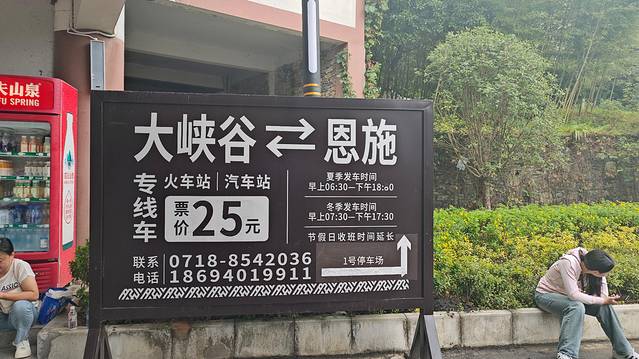 夫山泉
FU SPRING
大峡谷⇄恩施
专线车
火车站|汽车站
票价25元
夏季发车时间
早上06:30—下午18:00
冬季发车时间
早上07:30—下午17:30
节假日收班时间延长
联系电话
0718-8542036
18694019911
1号停车场